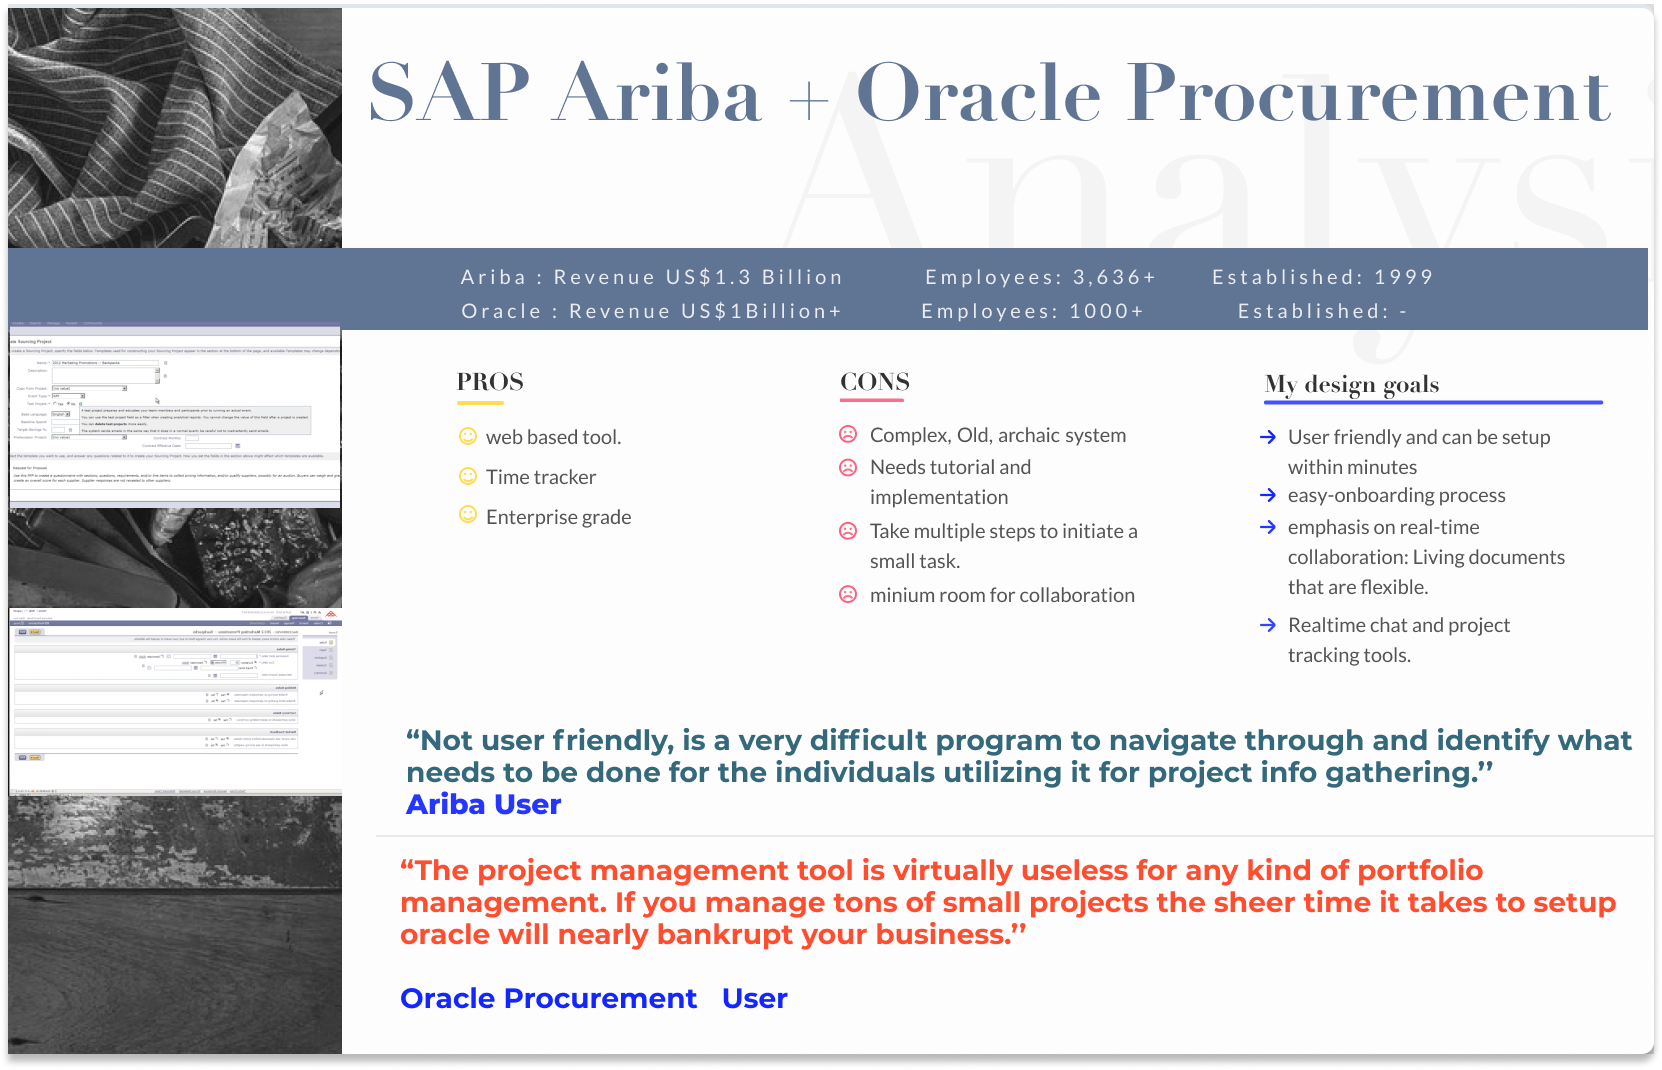 SAP Ariba + Oracle Procurement
Analysi
Ariba : Revenue US$1.3 Billion Employees: 3,636+ Established: 1999
Oracle : Revenue US$1Billion+ Employees: 1000+ Established: -
PROS
web based tool.
Time tracker
Enterprise grade
CONS
Complex, Old, archaic system
Needs tutorial and
implementation
Take multiple steps to initiate a
small task.
minium room for collaboration
My design goals
User friendly and can be setup
within minutes
easy-onboarding process
emphasis on real-time
collaboration: Living documents
that are flexible.
Realtime chat and project
tracking tools.
“Not user friendly, is a very difficult program to navigate through and identify what
needs to be done for the individuals utilizing it for project info gathering.’’
Ariba User
“The project management tool is virtually useless for any kind of portfolio
management. If you manage tons of small projects the sheer time it takes to setup
oracle will nearly bankrupt your business.’’
Oracle Procurement User